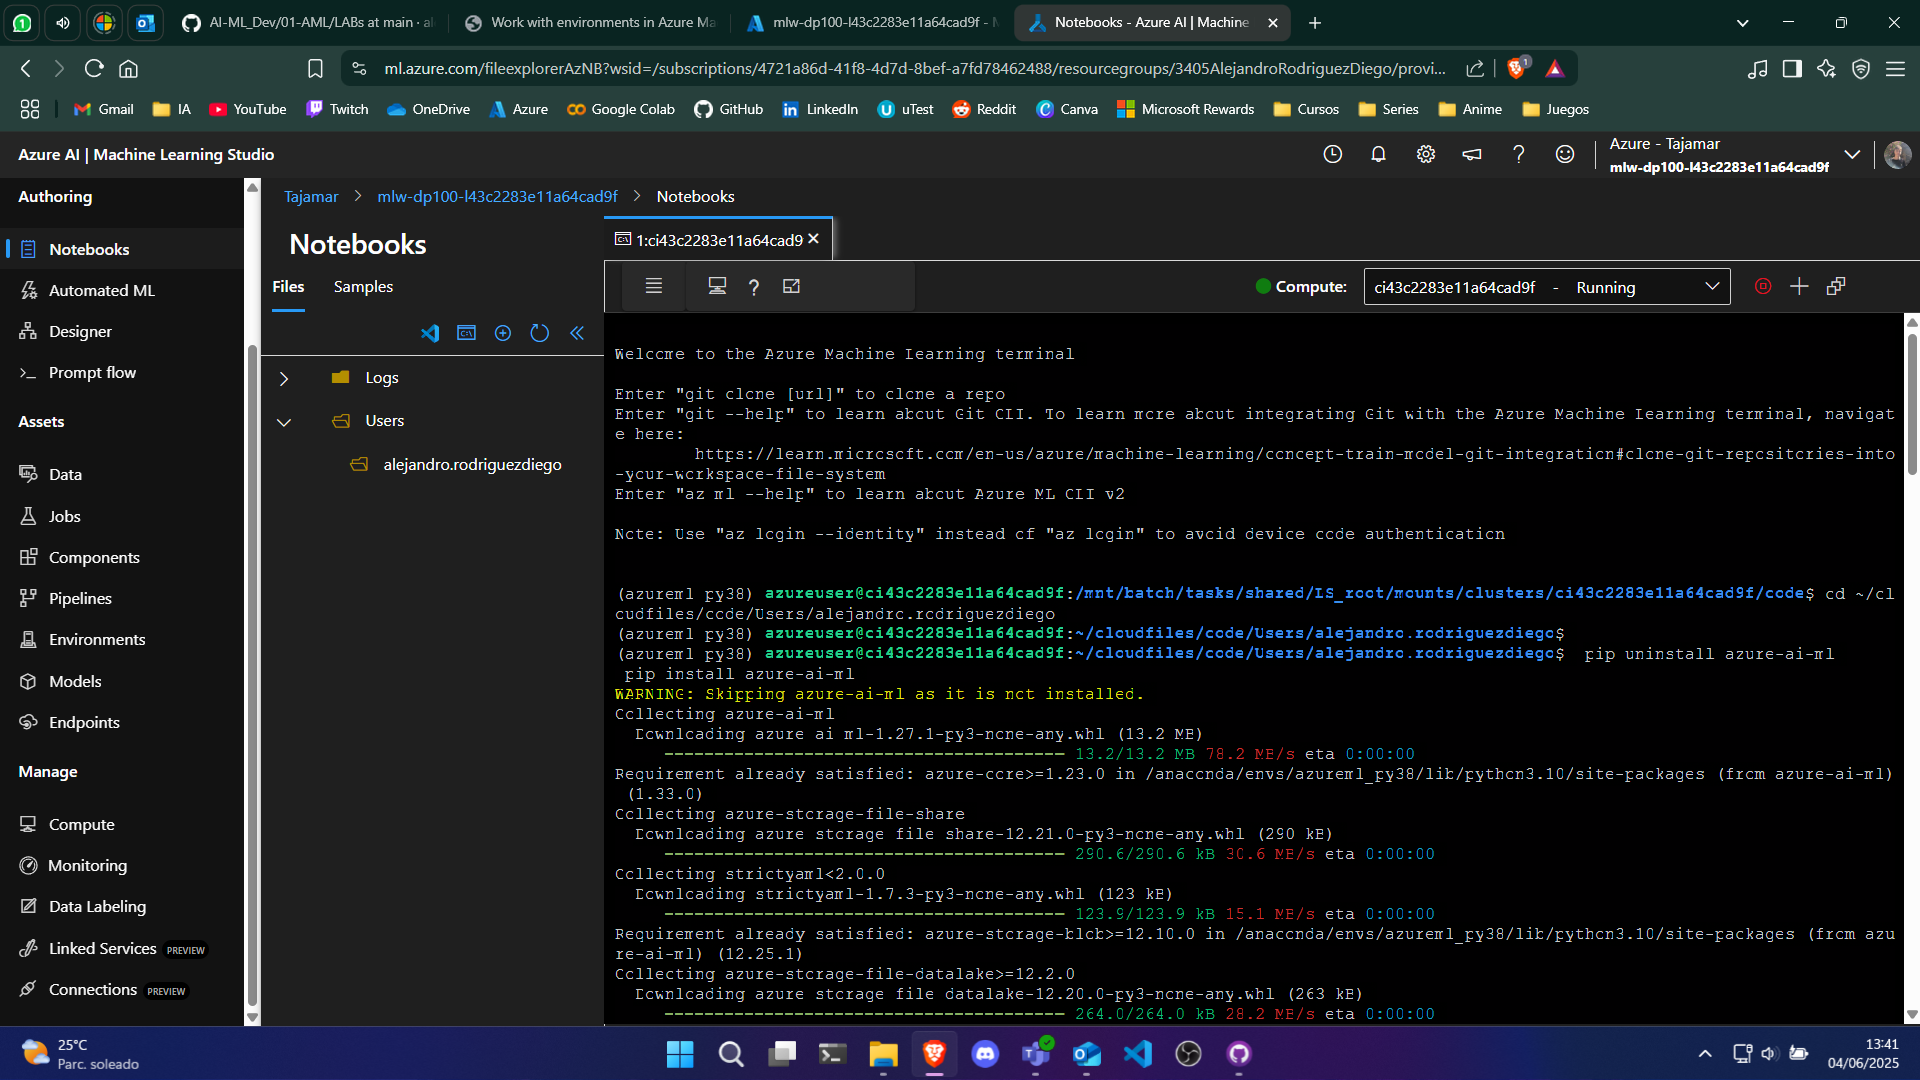 AI-ML_Dev/01-AML/LABs at main · al
Work with environments in Azure Ma
mlw-dp100-l43c2283e11a64cad9f - M
Notebooks - Azure AI | Machine
ml.azure.com/fileexplorerAzNB?wsid=/subscriptions/4721a86d-41f8-4d7d-8bef-a7fd78462488/resourcegroups/3405AlejandroRodriguezDiego/provi...
Gmail
IA
YouTube
Twitch
OneDrive
Azure
Google Colab
GitHub
LinkedIn
uTest
Reddit
Canva
Microsoft Rewards
Cursos
Series
Anime
Juegos
Azure AI | Machine Learning Studio
Azure - Tajamar
mlw-dp100-l43c2283e11a64cad9f
Authoring
Notebooks
Automated ML
Designer
Prompt flow
Assets
Data
Jobs
Components
Pipelines
Environments
Models
Endpoints
Manage
Compute
Monitoring
Data Labeling
Linked Services PREVIEW
Connections PREVIEW
Tajamar > mlw-dp100-l43c2283e11a64cad9f > Notebooks
Notebooks
Files
Samples
Logs
Users
alejandro.rodriguezdiego
1:ci43c2283e11a64cad9
Compute:
ci43c2283e11a64cad9f - Running
Welcome to the Azure Machine Learning terminal
Enter "git clone [url]" to clone a repo
Enter "git --help" to learn about Git CLI. To learn more about integrating Git with the Azure Machine Learning terminal, navigat
e here:
https://learn.microsoft.com/en-us/azure/machine-learning/concept-train-model-git-integration#clone-git-repositories-into
-your-workspace-file-system
Enter "az ml --help" to learn about Azure ML CLI v2
Note: Use "az login --identity" instead of "az login" to avoid device code authentication
(azureml_py38) azureuser@ci43c2283e11a64cad9f:/mnt/batch/tasks/shared/LS_root/mounts/clusters/ci43c2283e11a64cad9f/code$ cd ~/cl
oudfiles/code/Users/alejandro.rodriguezdiego
(azureml_py38) azureuser@ci43c2283e11a64cad9f:~/cloudfiles/code/Users/alejandro.rodriguezdiego$
(azureml_py38) azureuser@ci43c2283e11a64cad9f:~/cloudfiles/code/Users/alejandro.rodriguezdiego$ pip uninstall azure-ai-ml
pip install azure-ai-ml
WARNING: Skipping azure-ai-ml as it is not installed.
Collecting azure-ai-ml
Downloading azure_ai_ml-1.27.1-py3-none-any.whl (13.2 MB)
---------------------------------------- 13.2/13.2 MB 78.2 MB/s eta 0:00:00
Requirement already satisfied: azure-core>=1.23.0 in /anaconda/envs/azureml_py38/lib/python3.10/site-packages (from azure-ai-ml)
(1.33.0)
Collecting azure-storage-file-share
Downloading azure_storage_file_share-12.21.0-py3-none-any.whl (290 kB)
---------------------------------------- 290.6/290.6 kB 30.6 MB/s eta 0:00:00
Collecting strictyaml<2.0.0
Downloading strictyaml-1.7.3-py3-none-any.whl (123 kB)
---------------------------------------- 123.9/123.9 kB 15.1 MB/s eta 0:00:00
Requirement already satisfied: azure-storage-blob>=12.10.0 in /anaconda/envs/azureml_py38/lib/python3.10/site-packages (from azu
re-ai-ml) (12.25.1)
Collecting azure-storage-file-datalake>=12.2.0
Downloading azure_storage_file_datalake-12.20.0-py3-none-any.whl (263 kB)
---------------------------------------- 264.0/264.0 kB 28.2 MB/s eta 0:00:00
25°C
Parc. soleado
13:41
04/06/2025